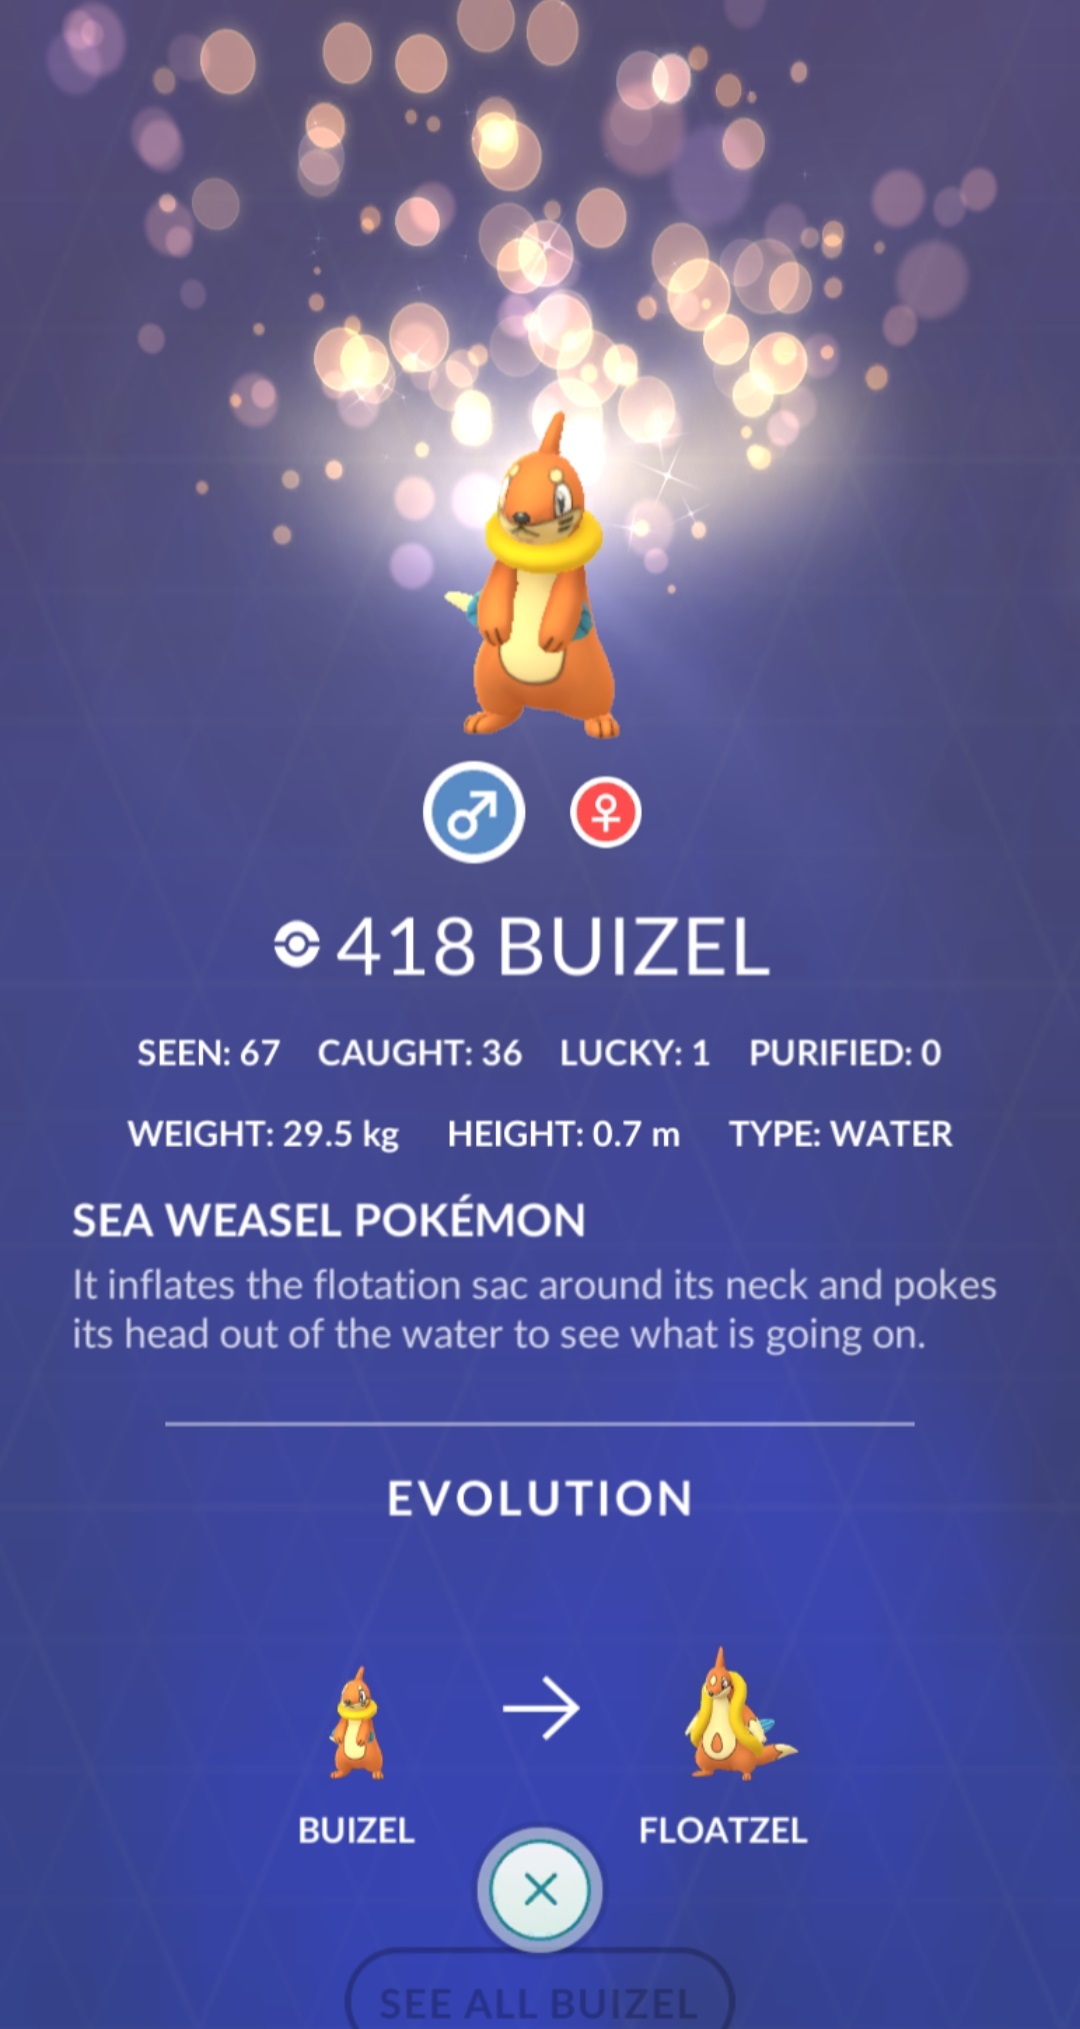 418 BUIZEL
SEEN: 67 CAUGHT: 36 LUCKY: 1 PURIFIED: 0
WEIGHT: 29.5 kg HEIGHT: 0.7 m TYPE: WATER
SEA WEASEL POKÉMON
It inflates the flotation sac around its neck and pokes
its head out of the water to see what is going on.
EVOLUTION
BUIZEL FLOATZEL
SEE ALL BUIZEL